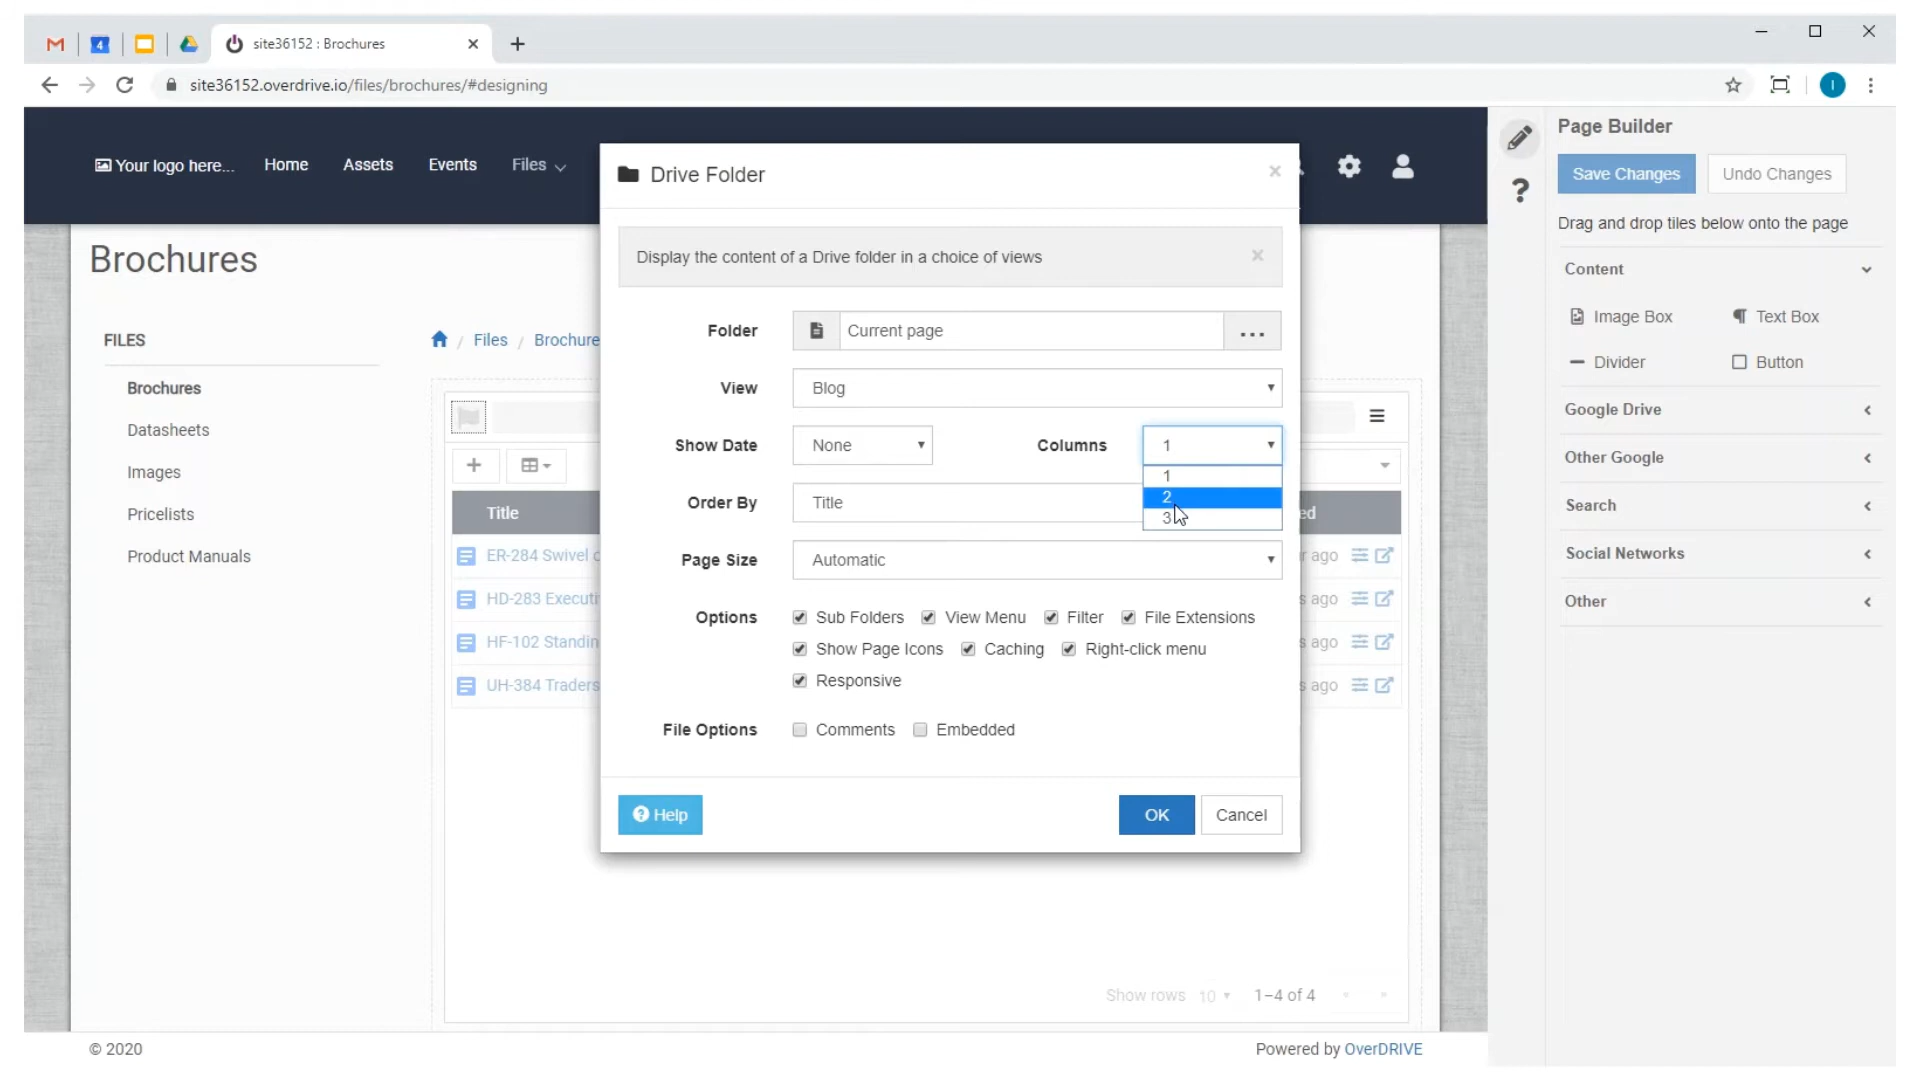 site36152 : Brochures
site36152.overdrive.io/files/brochures/#designing
I
Your logo here...
Home
Assets
Events
Files
Brochures
FILES
Brochures
Datasheets
Images
Pricelists
Product Manuals
/ Files / Brochure
Title
ER-284 Swivel
HD-283 Executi
HF-102 Standin
UH-384 Traders
ed
r ago
s ago
s ago
s ago
Show rows 10
1–4 of 4
Drive Folder
×
Display the content of a Drive folder in a choice of views
×
Folder
Current page
...
View
Blog
Show Date
None
Columns
1
1
2
3
Order By
Title
Page Size
Automatic
Options
Sub Folders
View Menu
Filter
File Extensions
Show Page Icons
Caching
Right-click menu
Responsive
File Options
Comments
Embedded
Help
OK
Cancel
Page Builder
Save Changes
Undo Changes
Drag and drop tiles below onto the page
Content
Image Box
Text Box
Divider
Button
Google Drive
Other Google
Search
Social Networks
Other
© 2020
Powered by OverDRIVE